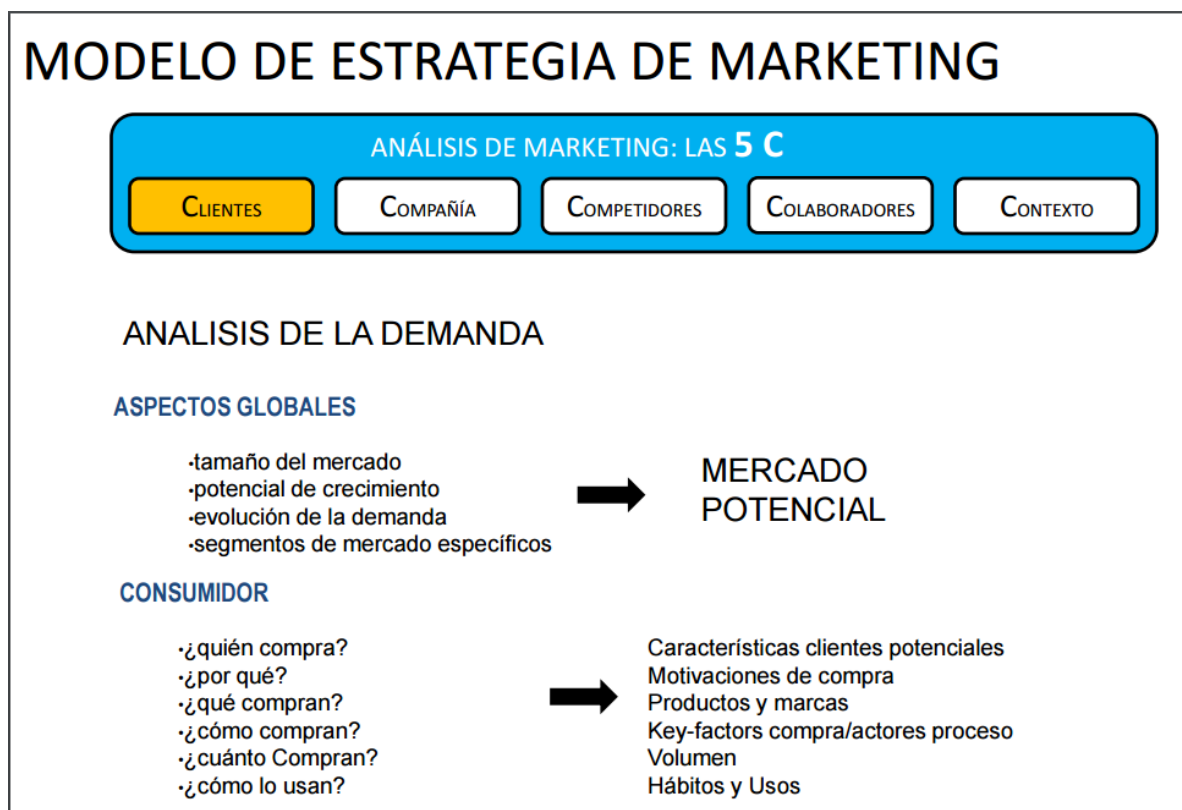 MODELO DE ESTRATEGIA DE MARKETING
ANÁLISIS DE MARKETING: LAS 5 C
CLIENTES
COMPAÑÍA
COMPETIDORES
COLABORADORES
CONTEXTO
ANALISIS DE LA DEMANDA
ASPECTOS GLOBALES
·tamaño del mercado
·potencial de crecimiento
·evolución de la demanda
·segmentos de mercado específicos
MERCADO
POTENCIAL
CONSUMIDOR
·¿quién compra?
·¿por qué?
·¿qué compran?
·¿cómo compran?
·¿cuánto Compran?
·¿cómo lo usan?
Características clientes potenciales
Motivaciones de compra
Productos y marcas
Key-factors compra/actores proceso
Volumen
Hábitos y Usos